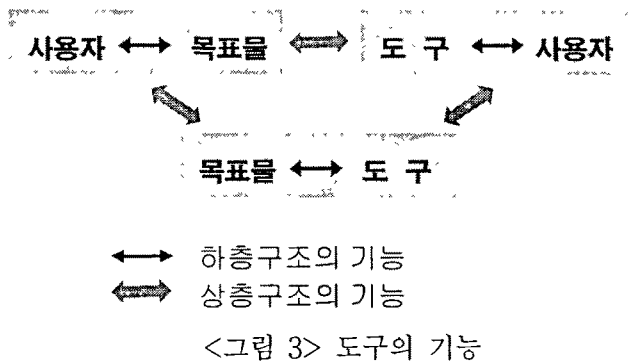 사용자 ↔ 목표물 ⇔ 도 구 ↔ 사용자
목표물 ↔ 도 구
↔ 하층구조의 기능
⇔ 상층구조의 기능
<그림 3> 도구의 기능